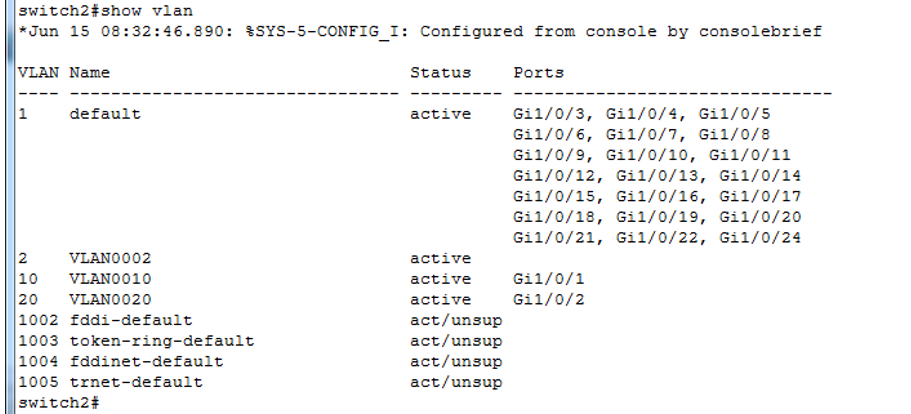 switch2#show vlan
*Jun 15 08:32:46.890: %SYS-5-CONFIG_I: Configured from console by consolebrief
VLAN Name                             Status    Ports
---- -------------------------------- --------- -------------------------------
1    default                          active    Gi1/0/3, Gi1/0/4, Gi1/0/5
                                                Gi1/0/6, Gi1/0/7, Gi1/0/8
                                                Gi1/0/9, Gi1/0/10, Gi1/0/11
                                                Gi1/0/12, Gi1/0/13, Gi1/0/14
                                                Gi1/0/15, Gi1/0/16, Gi1/0/17
                                                Gi1/0/18, Gi1/0/19, Gi1/0/20
                                                Gi1/0/21, Gi1/0/22, Gi1/0/24
2    VLAN0002                         active
10   VLAN0010                         active    Gi1/0/1
20   VLAN0020                         active    Gi1/0/2
1002 fddi-default                     act/unsup
1003 token-ring-default               act/unsup
1004 fddinet-default                  act/unsup
1005 trnet-default                    act/unsup
switch2#